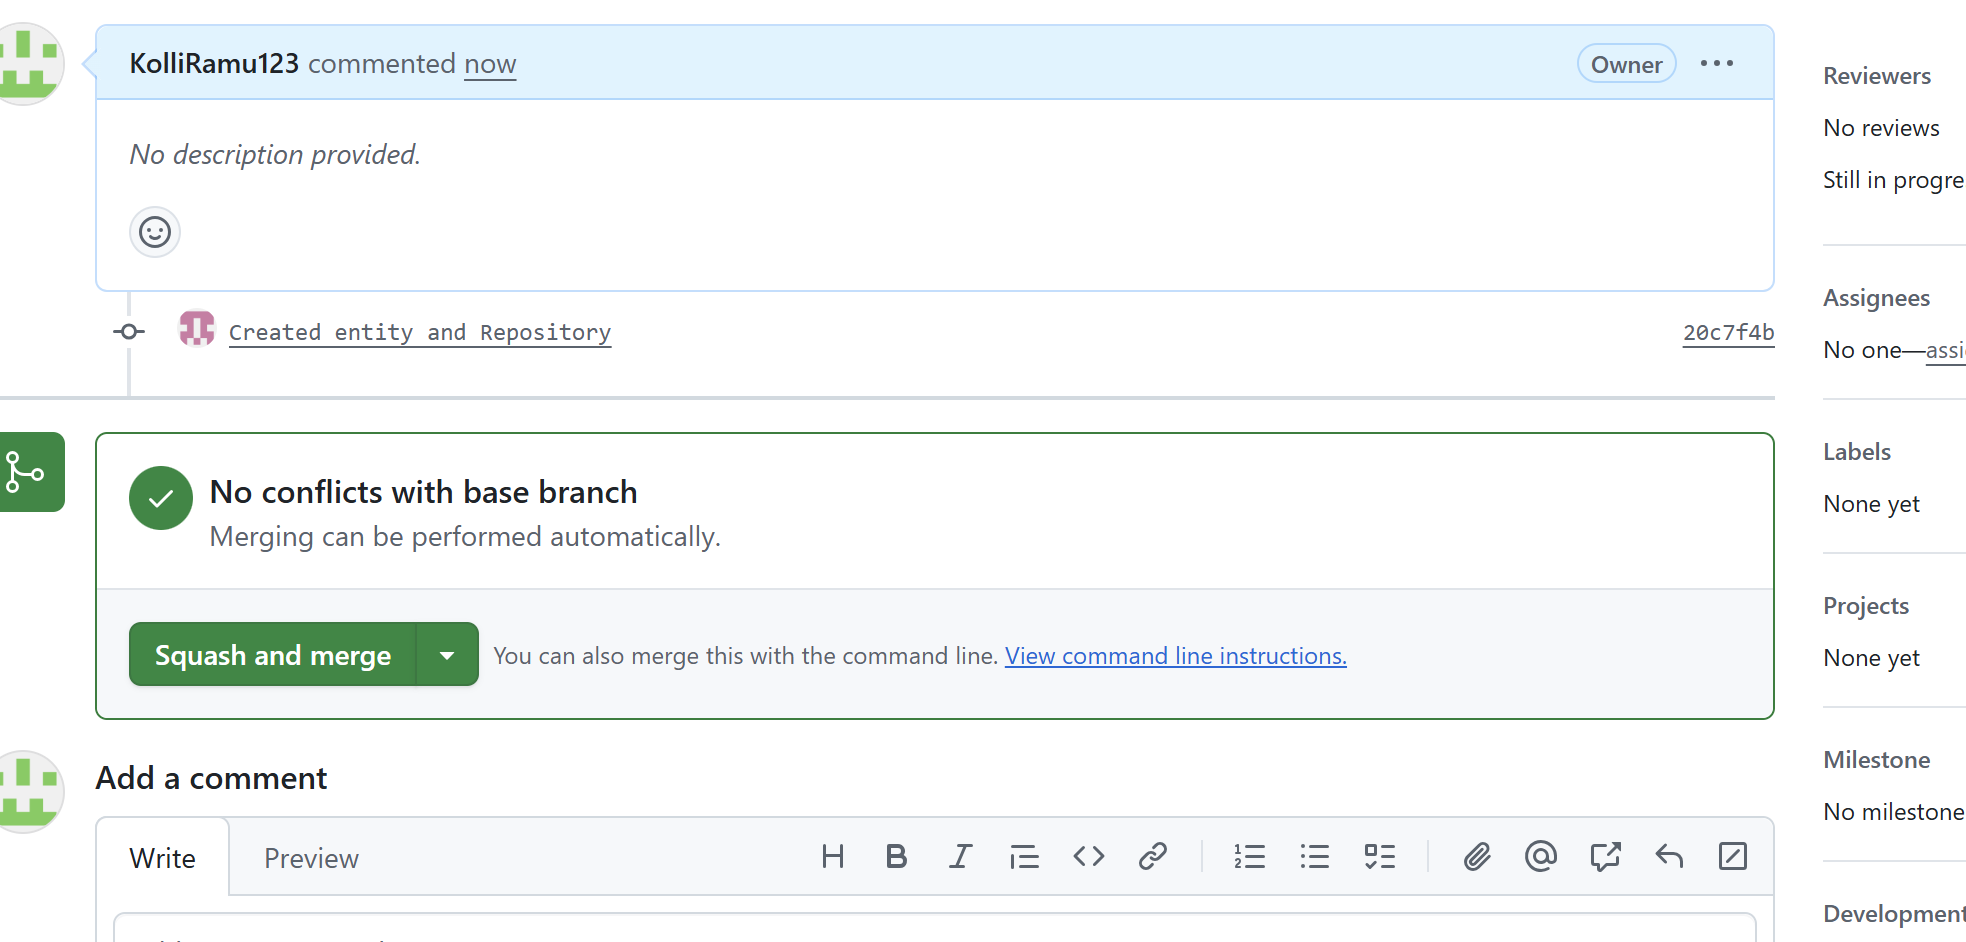 KolliRamu123 commented now
Owner
No description provided.
Created entity and Repository
20c7f4b
No conflicts with base branch
Merging can be performed automatically.
Squash and merge
You can also merge this with the command line. View command line instructions.
Add a comment
Write
Preview
Reviewers
No reviews
Still in progre
Assignees
No one—assi
Labels
None yet
Projects
None yet
Milestone
No milestone
Development